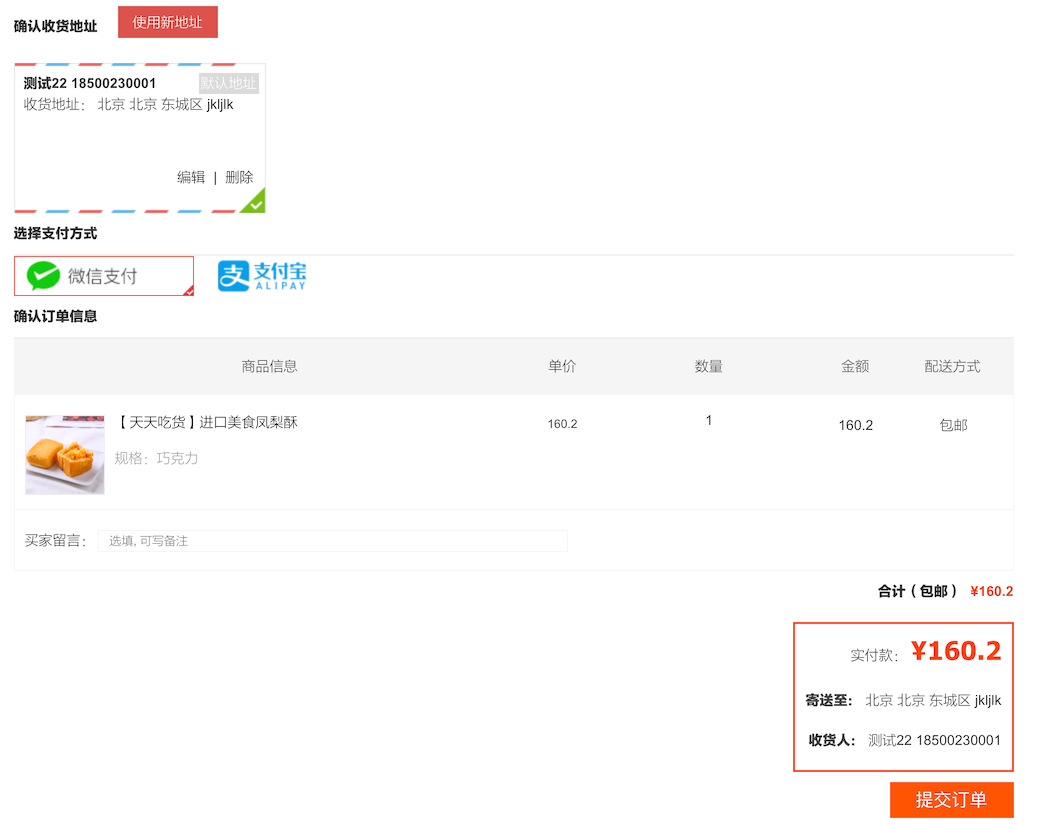 确认收货地址 使用新地址
测试22 18500230001 默认地址
收货地址： 北京 北京 东城区 jkljlk
编辑 | 删除
选择支付方式
微信支付 支付宝
ALIPAY
确认订单信息
商品信息 单价 数量 金额 配送方式
【天天吃货】进口美食凤梨酥 160.2 1 160.2 包邮
规格：巧克力
买家留言： 选填, 可写备注
合计（包邮） ¥160.2
实付款： ¥160.2
寄送至： 北京 北京 东城区 jkljlk
收货人： 测试22 18500230001
提交订单